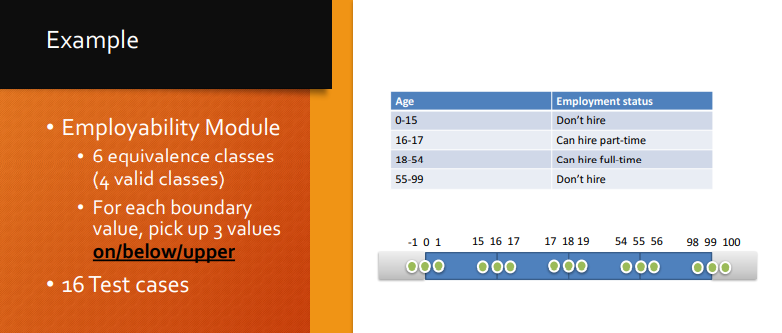 Example
• Employability Module
• 6 equivalence classes
(4 valid classes)
• For each boundary
value, pick up 3 values
on/below/upper
• 16 Test cases
Age Employment status
0-15 Don't hire
16-17 Can hire part-time
18-54 Can hire full-time
55-99 Don't hire
-1 0 1 15 16 17 17 18 19 54 55 56 98 99 100